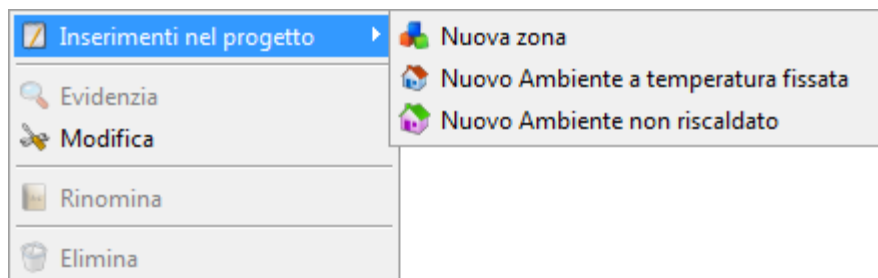 Inserimenti nel progetto
Evidenzia
Modifica
Rinomina
Elimina
Nuova zona
Nuovo Ambiente a temperatura fissata
Nuovo Ambiente non riscaldato